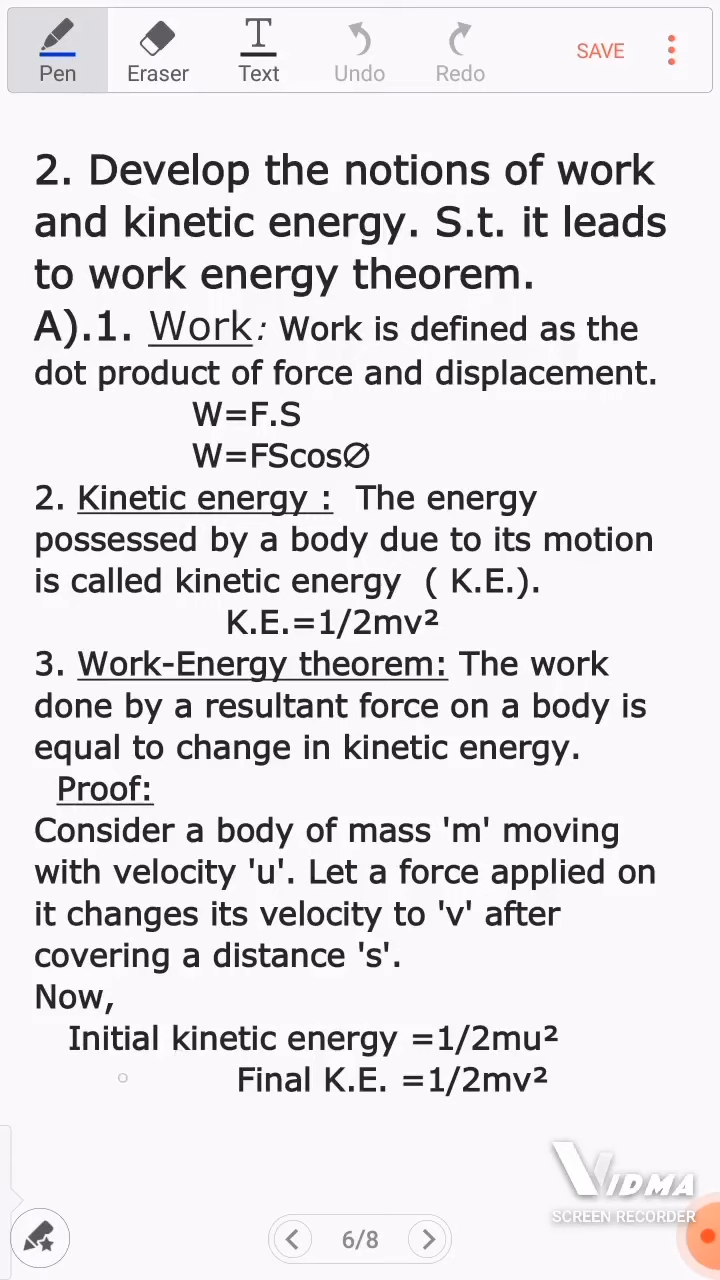 Pen Eraser Text Undo Redo SAVE
2. Develop the notions of work
and kinetic energy. S.t. it leads
to work energy theorem.
A).1. Work: Work is defined as the
dot product of force and displacement.
W=F.S
W=FScos∅
2. Kinetic energy : The energy
possessed by a body due to its motion
is called kinetic energy ( K.E.).
K.E.=1/2mv²
3. Work-Energy theorem: The work
done by a resultant force on a body is
equal to change in kinetic energy.
Proof:
Consider a body of mass 'm' moving
with velocity 'u'. Let a force applied on
it changes its velocity to 'v' after
covering a distance 's'.
Now,
Initial kinetic energy =1/2mu²
Final K.E. =1/2mv²
VIDMA
SCREEN RECORDER
6/8